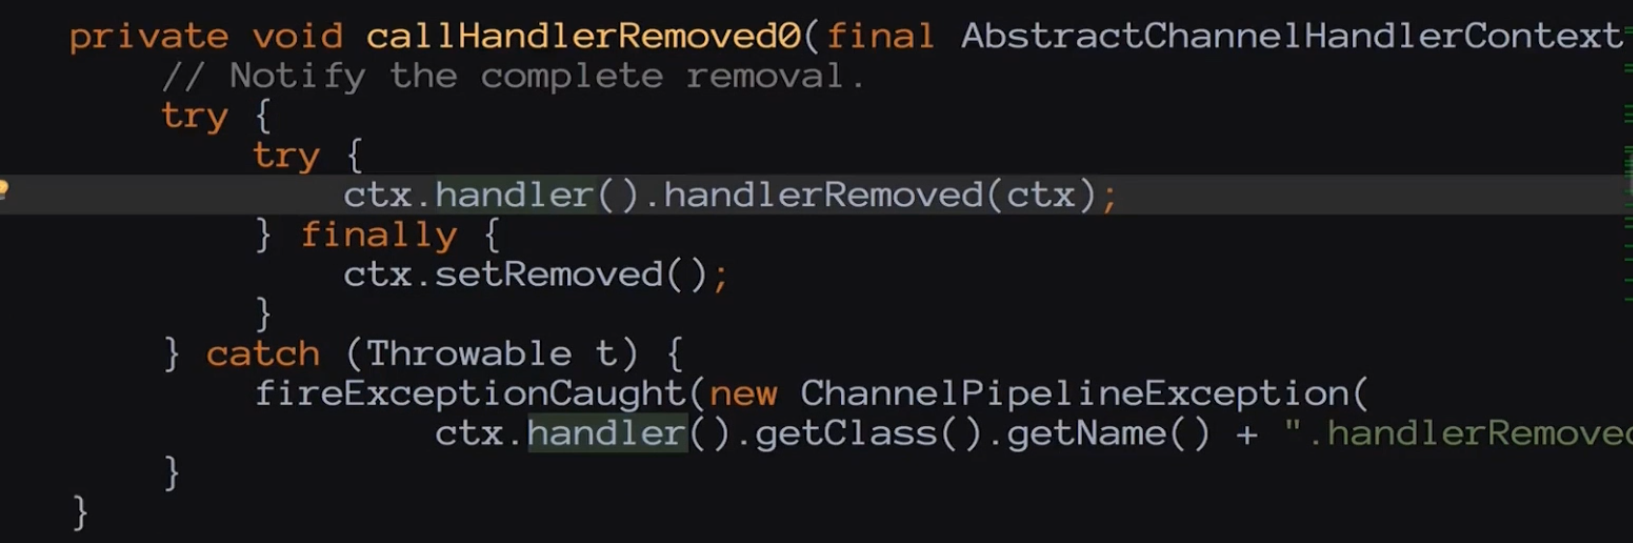 private void callHandlerRemoved0(final AbstractChannelHandlerContext
// Notify the complete removal.
try {
try {
ctx.handler().handlerRemoved(ctx);
} finally {
ctx.setRemoved();
}
} catch (Throwable t) {
fireExceptionCaught(new ChannelPipelineException(
ctx.handler().getClass().getName() + ".handlerRemoved
}
}